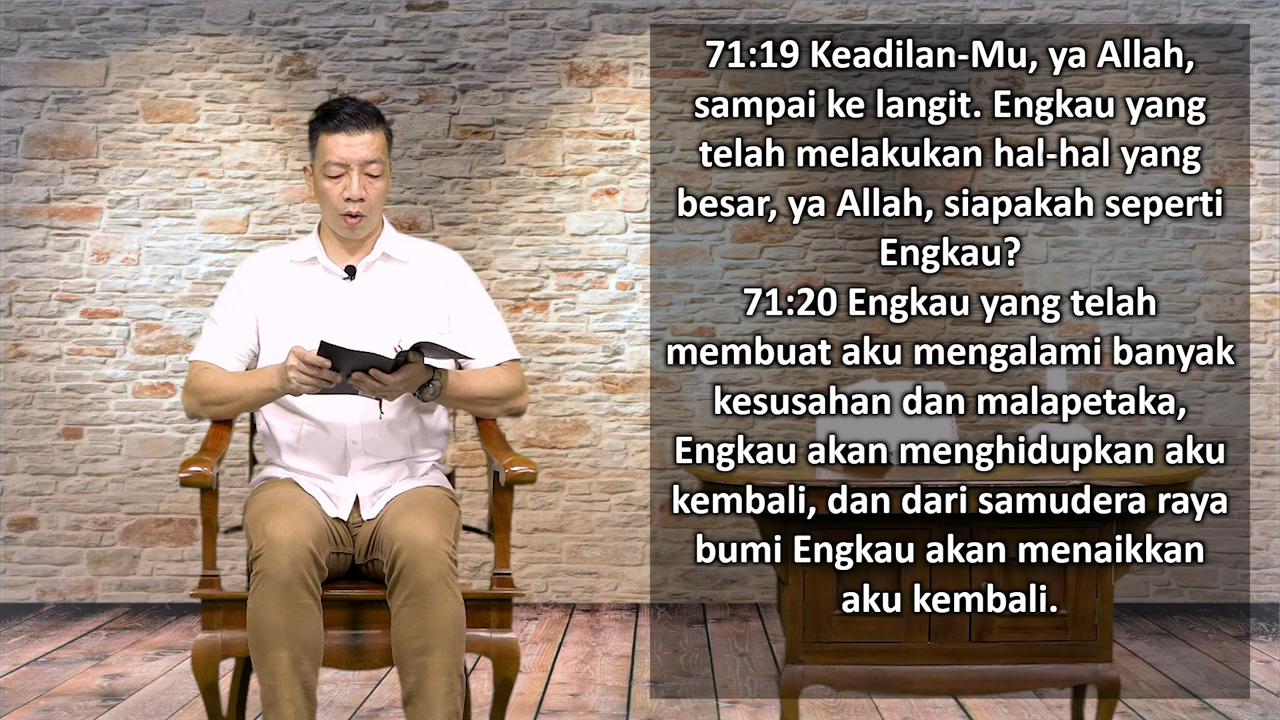 71:19 Keadilan-Mu, ya Allah,
sampai ke langit. Engkau yang
telah melakukan hal-hal yang
besar, ya Allah, siapakah seperti
Engkau?
71:20 Engkau yang telah
membuat aku mengalami banyak
kesusahan dan malapetaka,
Engkau akan menghidupkan aku
kembali, dan dari samudera raya
bumi Engkau akan menaikkan
aku kembali.